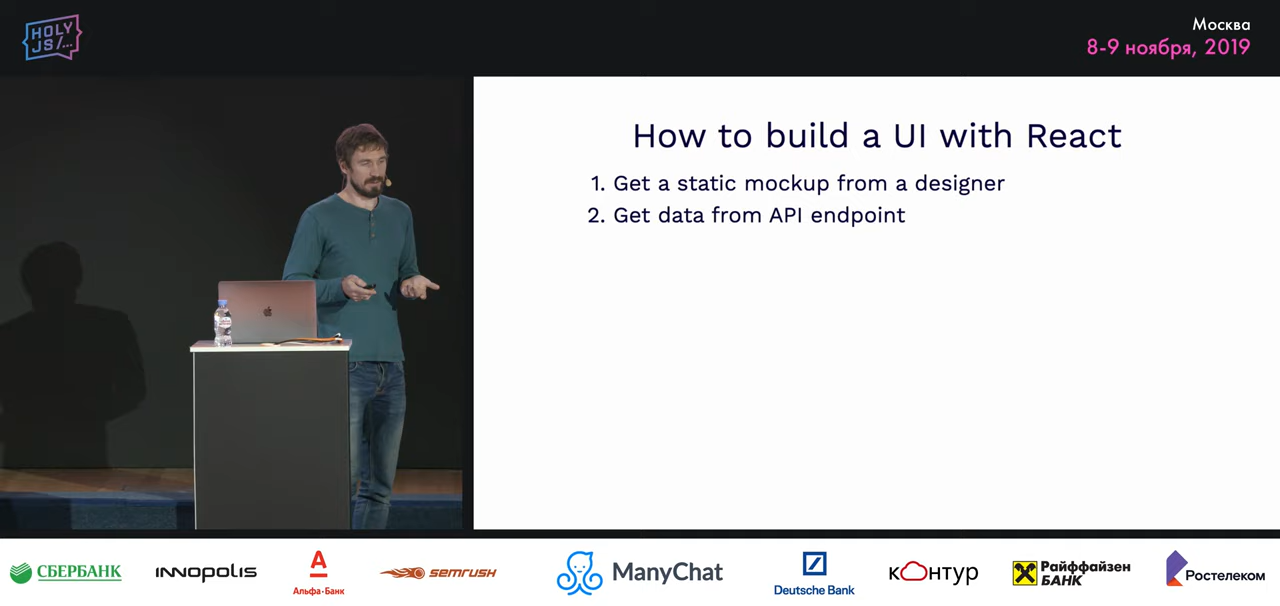 HOLY
JS/...
Москва
8-9 ноября, 2019
How to build a UI with React
1. Get a static mockup from a designer
2. Get data from API endpoint
СБЕРБАНК
INNOPOLIS
А
Альфа·Банк
semrush
ManyChat
Deutsche Bank
кОнтур
Райффайзен
БАНК
Ростелеком